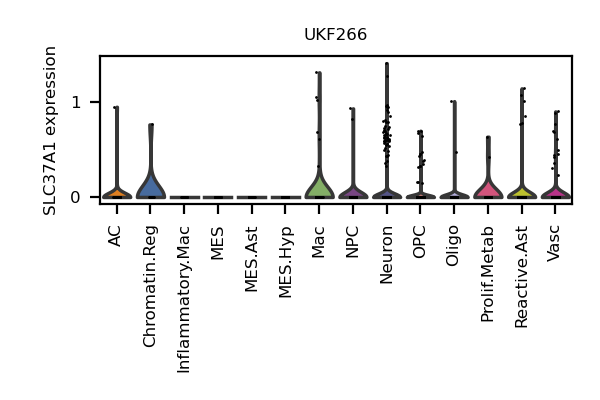 UKF266
SLC37A1 expression
1
0
AC
Chromatin.Reg
Inflammatory.Mac
MES
MES.Ast
MES.Hyp
Mac
NPC
Neuron
OPC
Oligo
Prolif.Metab
Reactive.Ast
Vasc